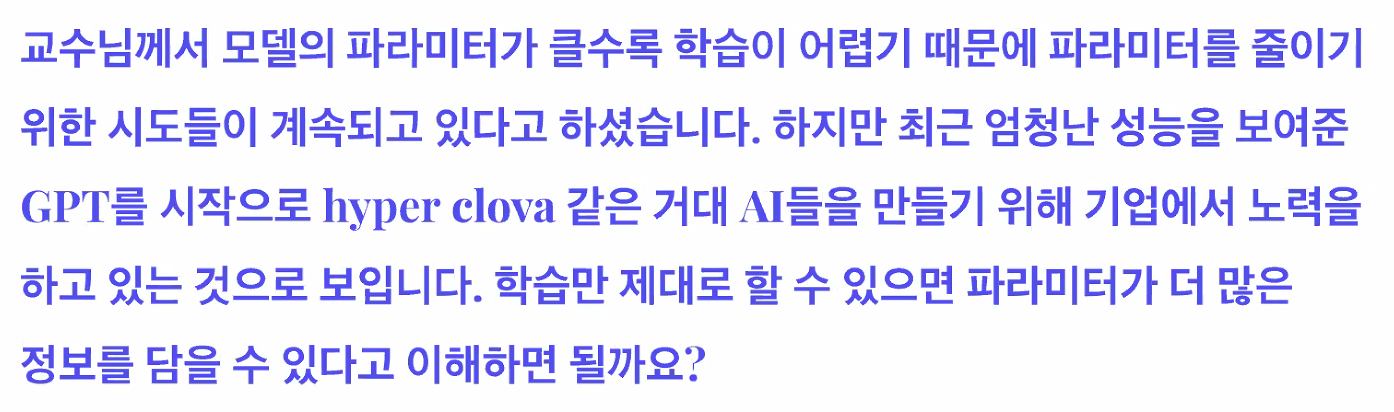 교수님께서 모델의 파라미터가 클수록 학습이 어렵기 때문에 파라미터를 줄이기
위한 시도들이 계속되고 있다고 하셨습니다. 하지만 최근 엄청난 성능을 보여준
GPT를 시작으로 hyper clova 같은 거대 AI들을 만들기 위해 기업에서 노력을
하고 있는 것으로 보입니다. 학습만 제대로 할 수 있으면 파라미터가 더 많은
정보를 담을 수 있다고 이해하면 될까요?